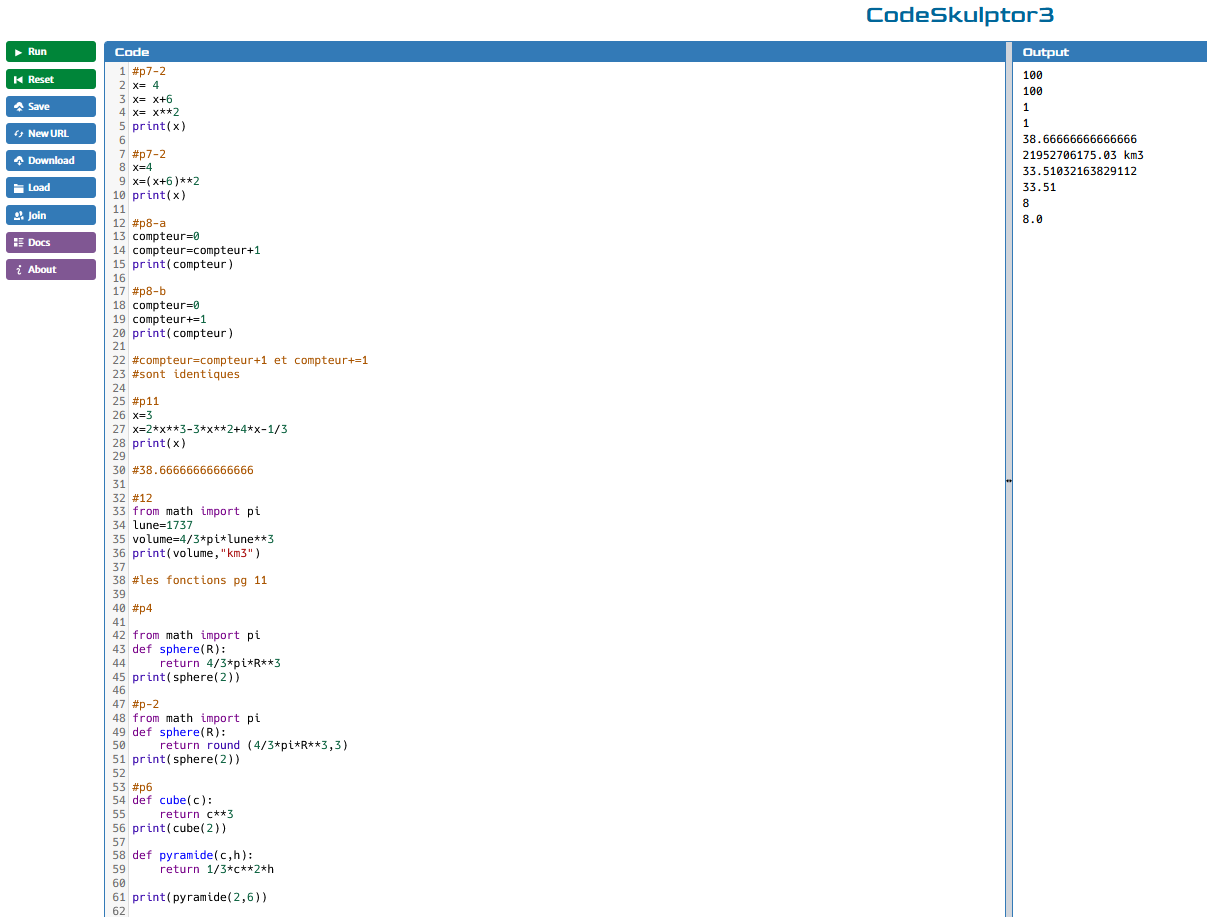 CodeSkulptor3
Run
Reset
Save
New URL
Download
Load
Join
Docs
About
Code
1 #p7-2
2 x= 4
3 x= x+6
4 x= x**2
5 print(x)
6
7 #p7-2
8 x=4
9 x=(x+6)**2
10 print(x)
11
12 #p8-a
13 compteur=0
14 compteur=compteur+1
15 print(compteur)
16
17 #p8-b
18 compteur=0
19 compteur+=1
20 print(compteur)
21
22 #compteur=compteur+1 et compteur+=1
23 #sont identiques
24
25 #p11
26 x=3
27 x=2*x**3-3*x**2+4*x-1/3
28 print(x)
29
30 #38.66666666666666
31
32 #12
33 from math import pi
34 lune=1737
35 volume=4/3*pi*lune**3
36 print(volume,"km3")
37
38 #les fonctions pg 11
39
40 #p4
41
42 from math import pi
43 def sphere(R):
44     return 4/3*pi*R**3
45 print(sphere(2))
46
47 #p-2
48 from math import pi
49 def sphere(R):
50     return round (4/3*pi*R**3,3)
51 print(sphere(2))
52
53 #p6
54 def cube(c):
55     return c**3
56 print(cube(2))
57
58 def pyramide(c,h):
59     return 1/3*c**2*h
60
61 print(pyramide(2,6))
62
Output
100
100
1
1
38.66666666666666
21952706175.03 km3
33.51032163829112
33.51
8
8.0